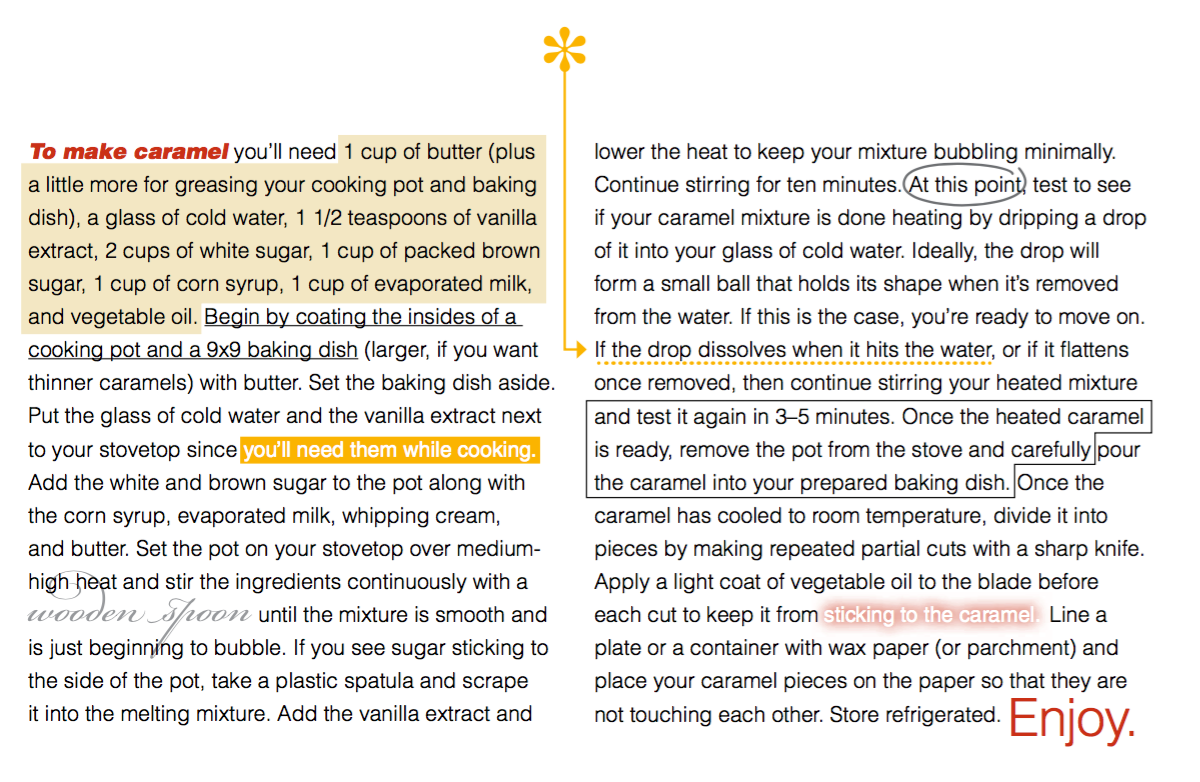 To make caramel you'll need 1 cup of butter (plus
a little more for greasing your cooking pot and baking
dish), a glass of cold water, 1 1/2 teaspoons of vanilla
extract, 2 cups of white sugar, 1 cup of packed brown
sugar, 1 cup of corn syrup, 1 cup of evaporated milk,
and vegetable oil. Begin by coating the insides of a
cooking pot and a 9x9 baking dish (larger, if you want
thinner caramels) with butter. Set the baking dish aside.
Put the glass of cold water and the vanilla extract next
to your stovetop since you'll need them while cooking.
Add the white and brown sugar to the pot along with
the corn syrup, evaporated milk, whipping cream,
and butter. Set the pot on your stovetop over medium-
high heat and stir the ingredients continuously with a
wooden spoon until the mixture is smooth and
is just beginning to bubble. If you see sugar sticking to
the side of the pot, take a plastic spatula and scrape
it into the melting mixture. Add the vanilla extract and
lower the heat to keep your mixture bubbling minimally.
Continue stirring for ten minutes. At this point, test to see
if your caramel mixture is done heating by dripping a drop
of it into your glass of cold water. Ideally, the drop will
form a small ball that holds its shape when it's removed
from the water. If this is the case, you're ready to move on.
If the drop dissolves when it hits the water, or if it flattens
once removed, then continue stirring your heated mixture
and test it again in 3–5 minutes. Once the heated caramel
is ready, remove the pot from the stove and carefully pour
the caramel into your prepared baking dish. Once the
caramel has cooled to room temperature, divide it into
pieces by making repeated partial cuts with a sharp knife.
Apply a light coat of vegetable oil to the blade before
each cut to keep it from sticking to the caramel. Line a
plate or a container with wax paper (or parchment) and
place your caramel pieces on the paper so that they are
not touching each other. Store refrigerated. Enjoy.